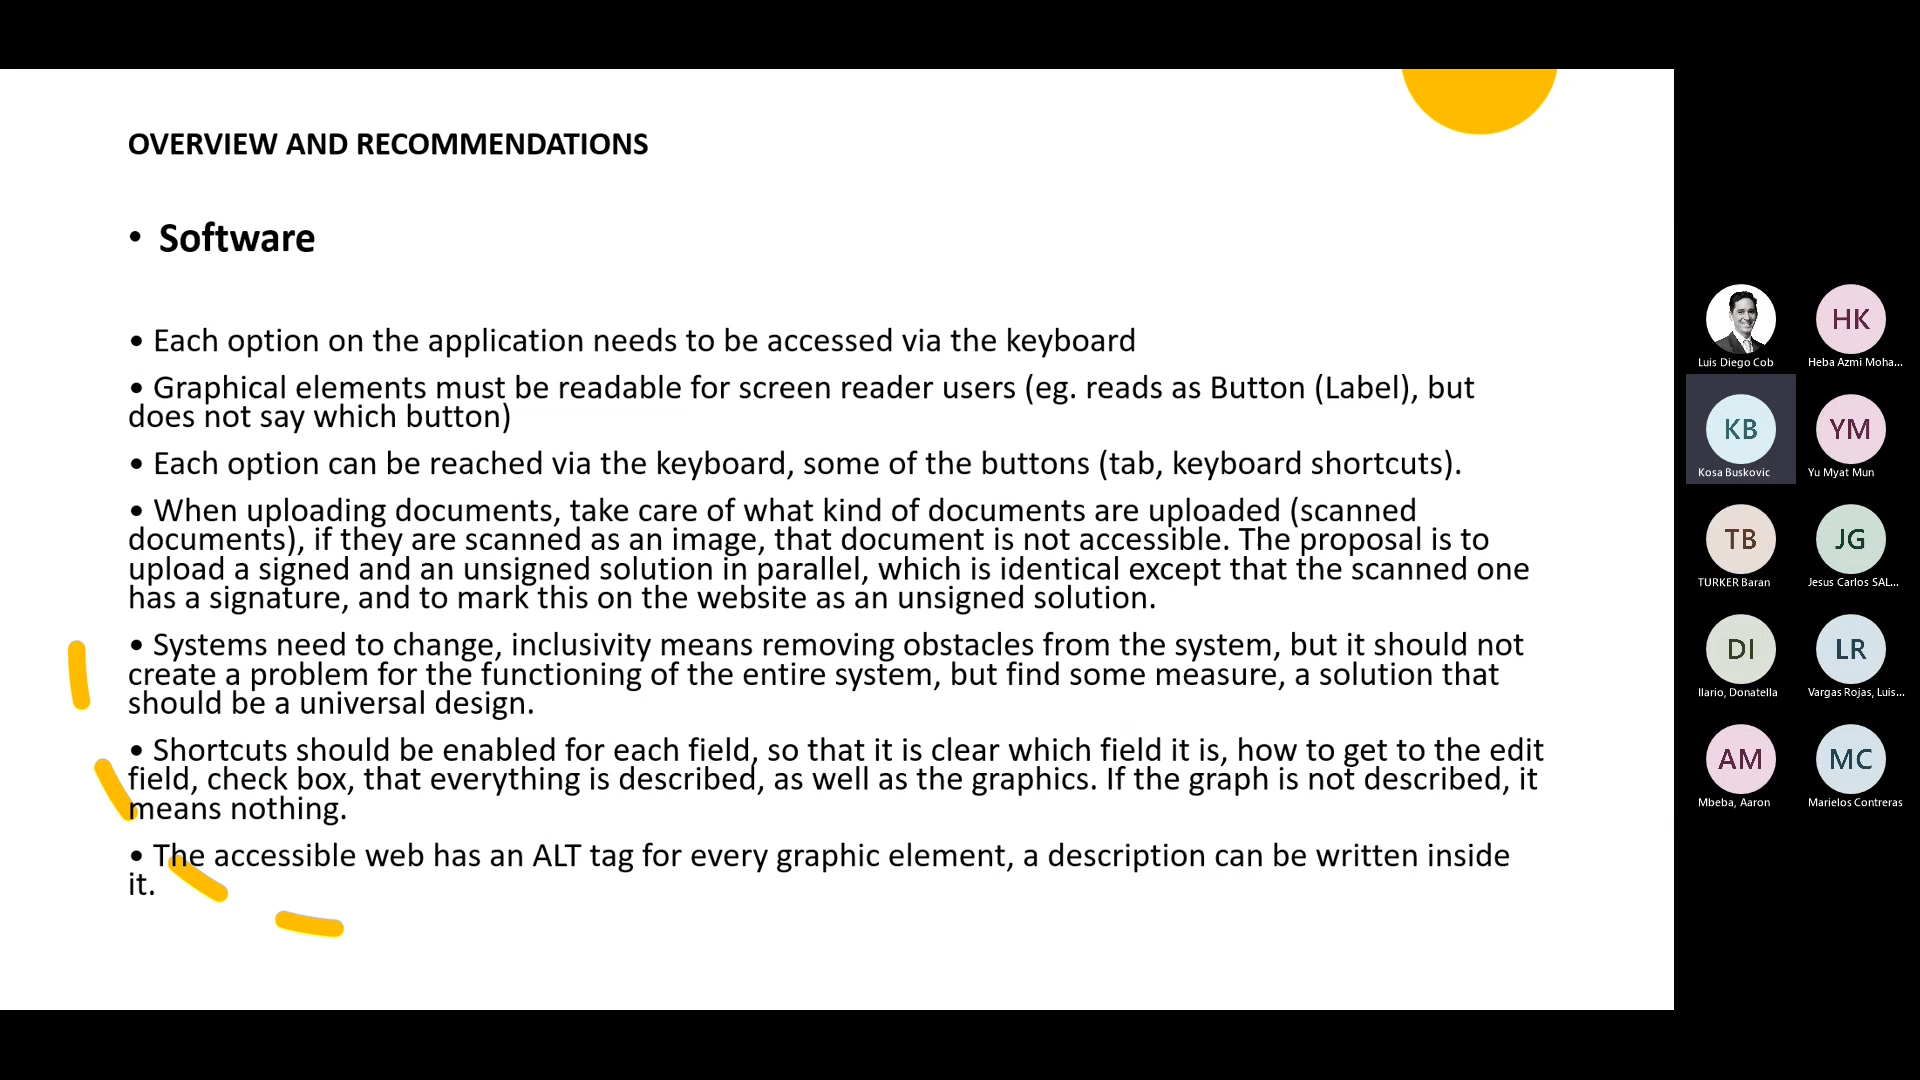 OVERVIEW AND RECOMMENDATIONS
• Software
• Each option on the application needs to be accessed via the keyboard
• Graphical elements must be readable for screen reader users (eg. reads as Button (Label), but
does not say which button)
• Each option can be reached via the keyboard, some of the buttons (tab, keyboard shortcuts).
• When uploading documents, take care of what kind of documents are uploaded (scanned
documents), if they are scanned as an image, that document is not accessible. The proposal is to
upload a signed and an unsigned solution in parallel, which is identical except that the scanned one
has a signature, and to mark this on the website as an unsigned solution.
• Systems need to change, inclusivity means removing obstacles from the system, but it should not
create a problem for the functioning of the entire system, but find some measure, a solution that
should be a universal design.
• Shortcuts should be enabled for each field, so that it is clear which field it is, how to get to the edit
field, check box, that everything is described, as well as the graphics. If the graph is not described, it
means nothing.
• The accessible web has an ALT tag for every graphic element, a description can be written inside
it.
Luis Diego Cob
HK
Heba Azmi Moha...
KB
Kosa Buskovic
YM
Yu Myat Mun
TB
TURKER Baran
JG
Jesus Carlos SAL...
DI
Ilario, Donatella
LR
Vargas Rojas, Luis...
AM
Mbeba, Aaron
MC
Marielos Contreras